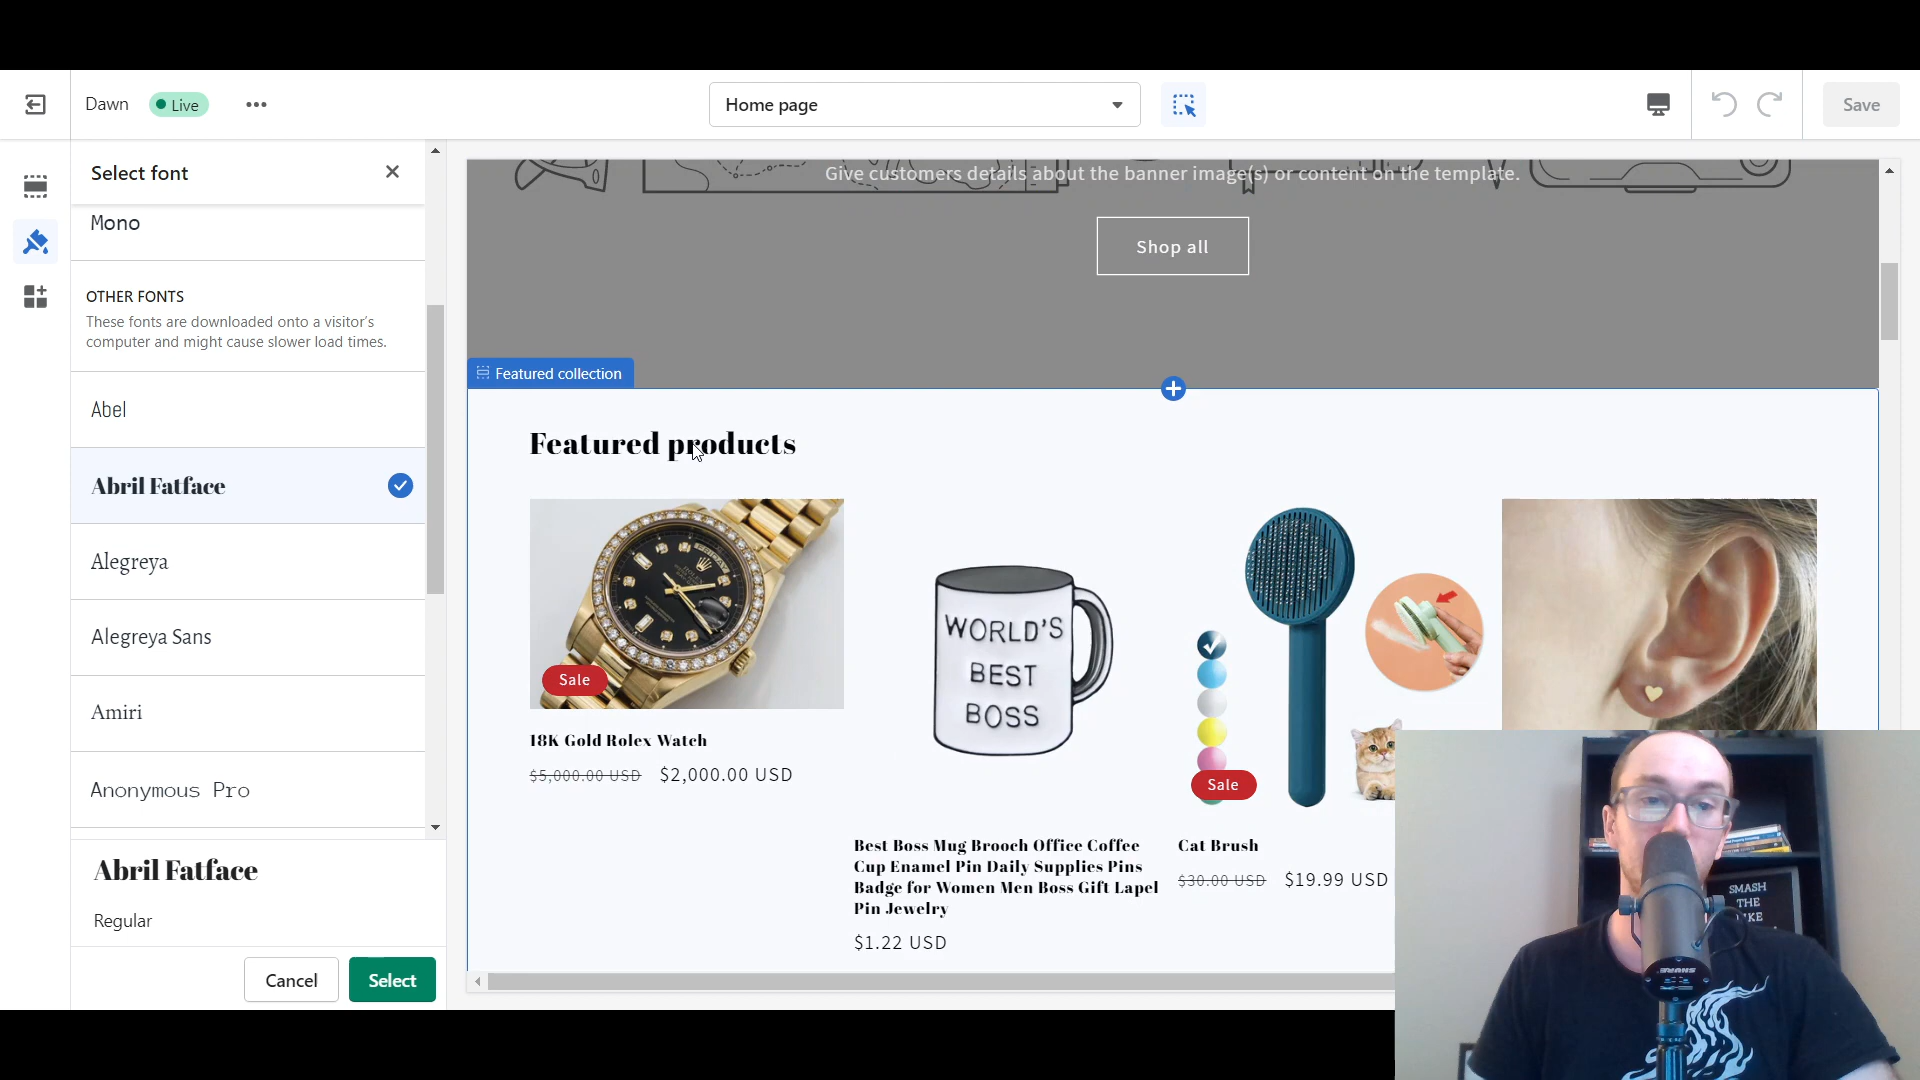 Dawn
Live
Home page
Save
Select font
Mono
OTHER FONTS
These fonts are downloaded onto a visitor's
computer and might cause slower load times.
Abel
Abril Fatface
Alegreya
Alegreya Sans
Amiri
Anonymous Pro
Abril Fatface
Regular
Cancel
Select
Give customers details about the banner image(s) or content on the template.
Shop all
Featured collection
Featured products
Sale
18K Gold Rolex Watch
$5,000.00 USD $2,000.00 USD
WORLD'S
BEST
BOSS
Best Boss Mug Brooch Office Coffee
Cup Enamel Pin Daily Supplies Pins
Badge for Women Men Boss Gift Lapel
Pin Jewelry
$1.22 USD
Sale
Cat Brush
$30.00 USD $19.99 USD
SMASH
THE
SHURE